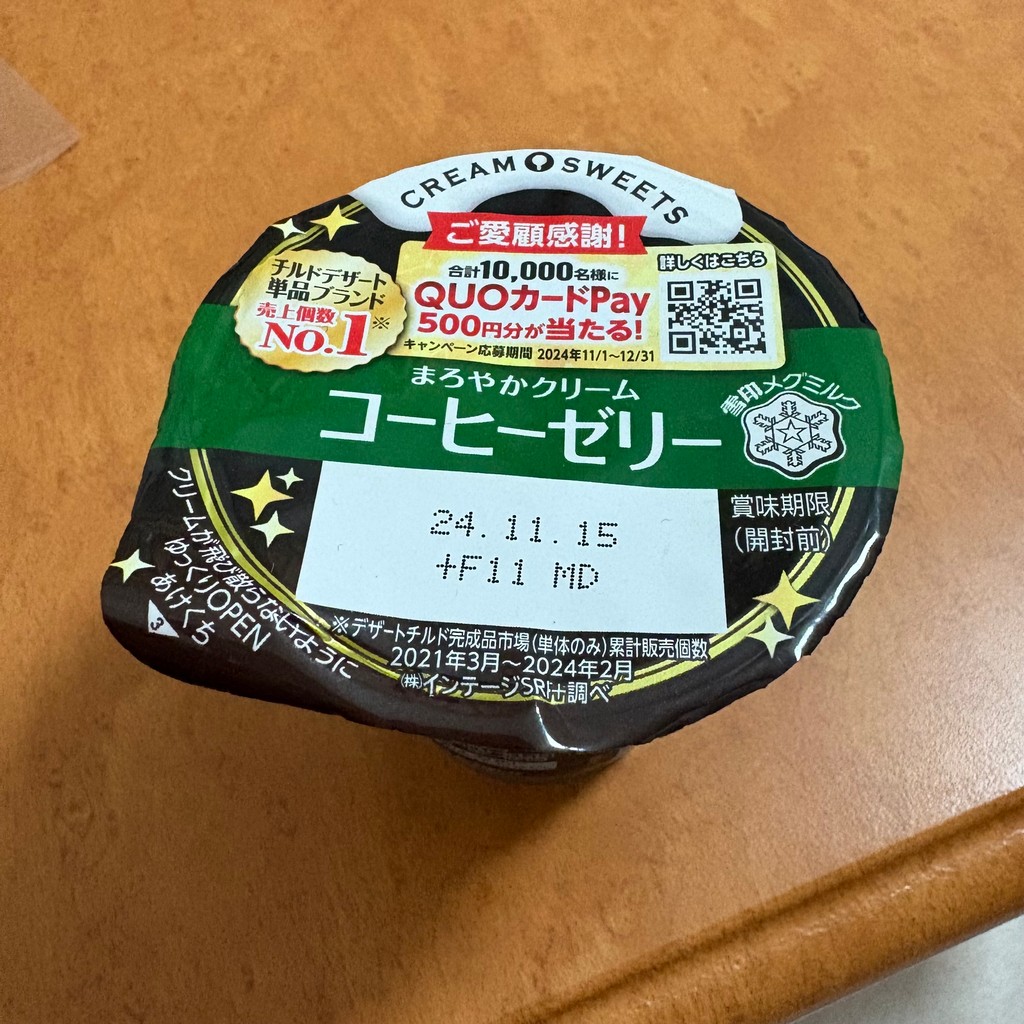 CREAM SWEETS
ご愛顧感謝!
チルドデザート
単品ブランド
売上個数
No.1※
合計10,000名様に
QUOカードPay
500円分が当たる!
キャンペーン応募期間 2024年11/1〜12/31
詳しくはこちら
まろやかクリーム
コーヒーゼリー
雪印メグミルク
24.11.15
+F11 MD
賞味期限
(開封前)
クリームが飛び散らないように
ゆっくりOPEN
あけくち
3
※デザートチルド完成品市場(単体のみ)累計販売個数
2021年3月〜2024年2月
㈱インテージSRI+調べ